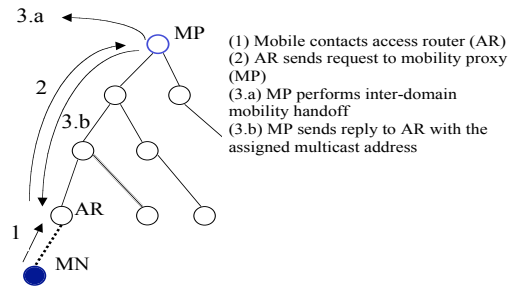 3.a
MP
(1) Mobile contacts access router (AR)
(2) AR sends request to mobility proxy
(MP)
(3.a) MP performs inter-domain
mobility handoff
(3.b) MP sends reply to AR with the
assigned multicast address
2
3.b
AR
1
MN